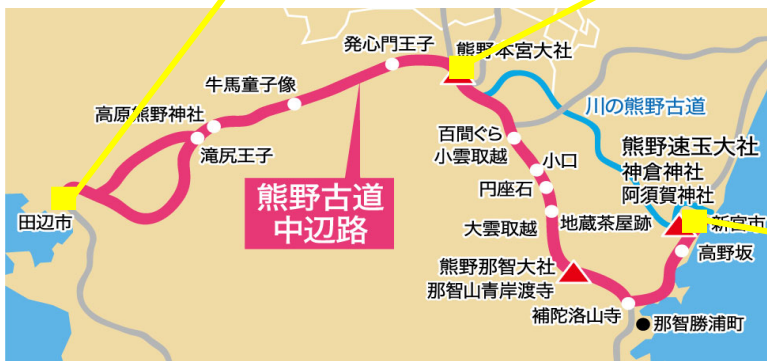 発心門王子
熊野本宮大社
牛馬童子像
高原熊野神社
滝尻王子
田辺市
熊野古道
中辺路
川の熊野古道
百間ぐら
小雲取越
小口
円座石
大雲取越
地蔵茶屋跡
熊野速玉大社
神倉神社
阿須賀神社
新宮市
高野坂
熊野那智大社
那智山青岸渡寺
補陀洛山寺
那智勝浦町